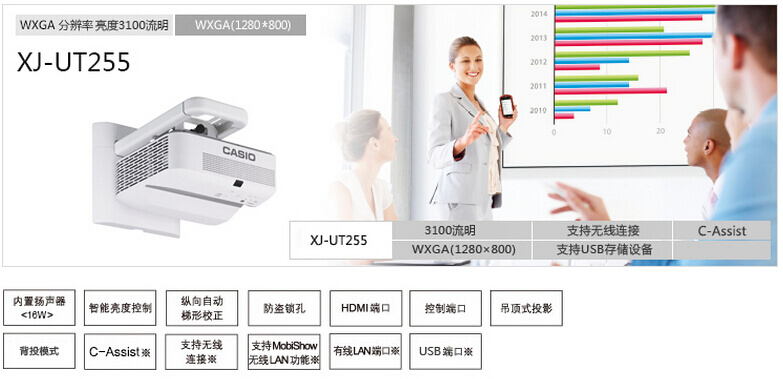 WXGA 分辨率 亮度3100流明
WXGA(1280*800)
XJ-UT255
CASIO
2014
2013
2012
2011
2010
0
10
20
XJ-UT255
3100流明
支持无线连接
C-Assist
WXGA(1280×800)
支持USB存储设备
内置扬声器
<16W>
智能亮度控制
纵向自动
梯形校正
防盗锁孔
HDMI 端口
控制端口
吊顶式投影
背投模式
C-Assist※
支持无线
连接※
支持MobiShow
无线LAN功能※
有线LAN端口※
USB 端口※